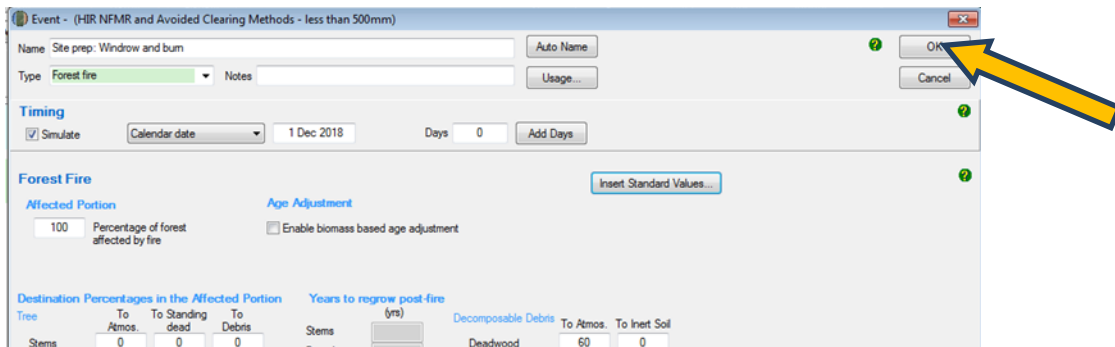 Event - (HIR NFMR and Avoided Clearing Methods - less than 500mm)
Name Site prep: Windrow and burn Auto Name OK
Type Forest fire Notes Usage... Cancel
Timing
Simulate Calendar date 1 Dec 2018 Days 0 Add Days
Forest Fire Insert Standard Values...
Affected Portion Age Adjustment
100 Percentage of forest Enable biomass based age adjustment
affected by fire
Destination Percentages in the Affected Portion Years to regrow post-fire
Tree To To Standing To (yrs) Decomposable Debris To Atmos. To Inert Soil
Atmos. dead Debris Stems
Stems 0 0 0 Deadwood 60 0